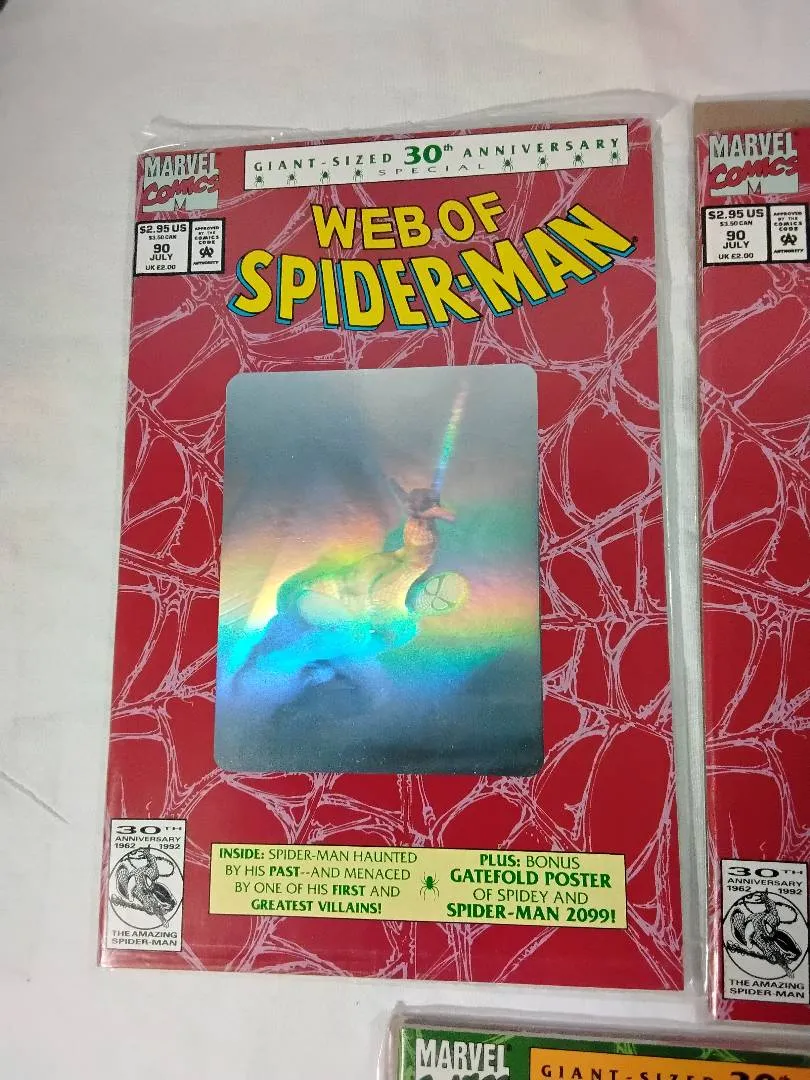 GIANT-SIZED 30th ANNIVERSARY
SPECIAL
MARVEL
COMICS
M
$2.95 US
$3.50 CAN
90
JULY
UK £2.00
APPROVED
BY THE
COMICS
CODE
AUTHORITY
WEB OF
SPIDER-MAN
30TH
ANNIVERSARY
1962 1992
THE AMAZING
SPIDER-MAN
INSIDE: SPIDER-MAN HAUNTED
BY HIS PAST--AND MENACED
BY ONE OF HIS FIRST AND
GREATEST VILLAINS!
PLUS: BONUS
GATEFOLD POSTER
OF SPIDEY AND
SPIDER-MAN 2099!
MARVEL
COMICS
M
$2.95 US
$3.50 CAN
90
JULY
UK £2.00
APPROVED
BY THE
COMICS
CODE
AUTHORITY
30TH
ANNIVERSARY
1962 1992
THE AMAZING
SPIDER-MAN
MARVEL
COMICS
GIANT-SIZED 30th